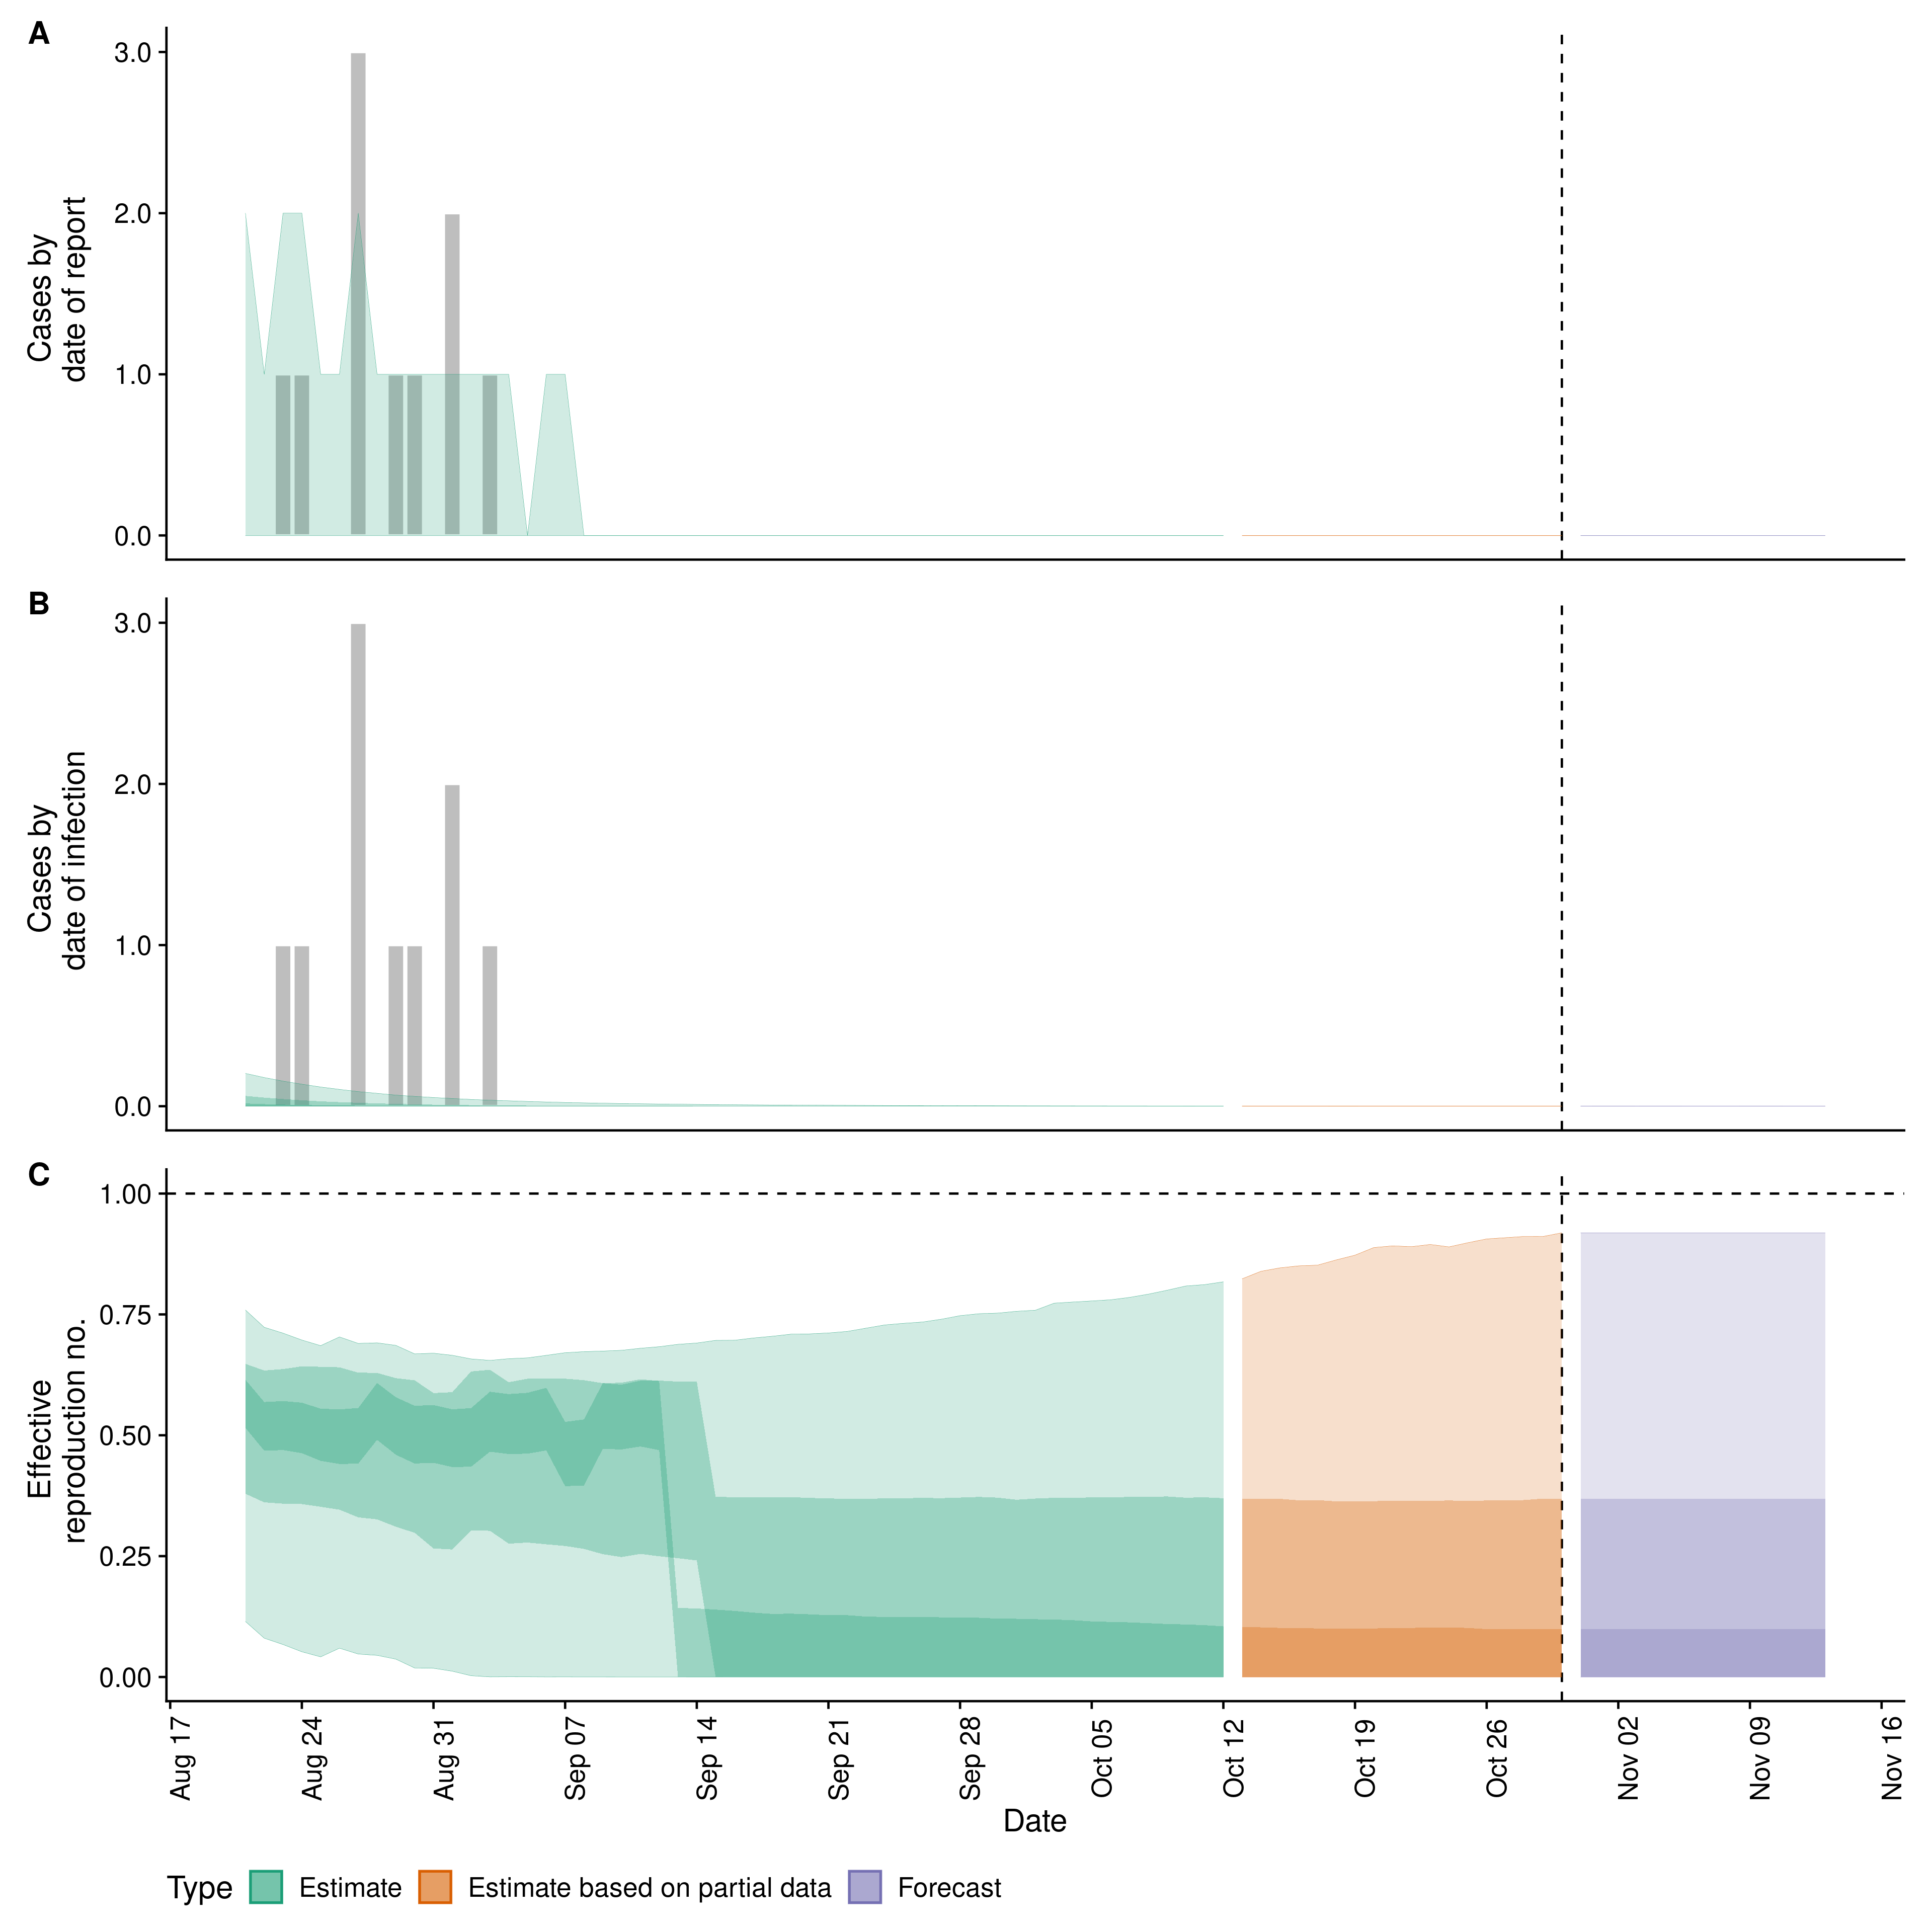 A
Cases by
date of report
3.0
2.0
1.0
0.0
B
Cases by
date of infection
3.0
2.0
1.0
0.0
C
Effective
reproduction no.
1.00
0.75
0.50
0.25
0.00
Aug 17
Aug 24
Aug 31
Sep 07
Sep 14
Sep 21
Sep 28
Oct 05
Oct 12
Oct 19
Oct 26
Nov 02
Nov 09
Nov 16
Date
Type Estimate Estimate based on partial data Forecast